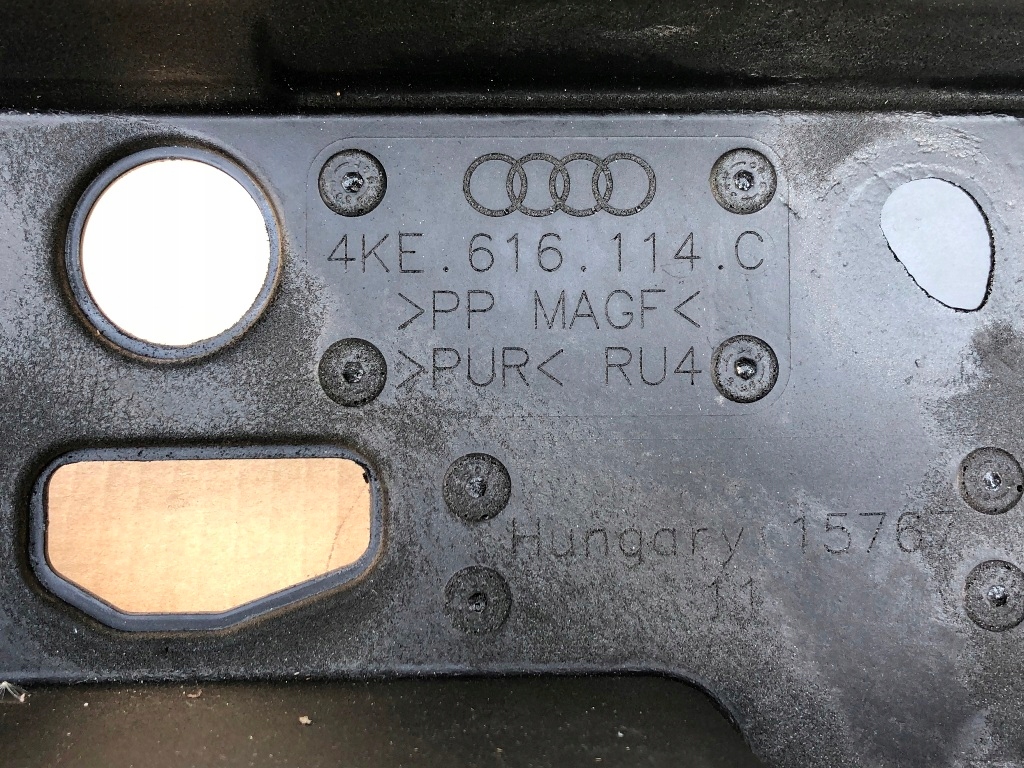 4KE.616.114.C
>PP MAGF<
>PUR< RU4
Hungary 15767
11